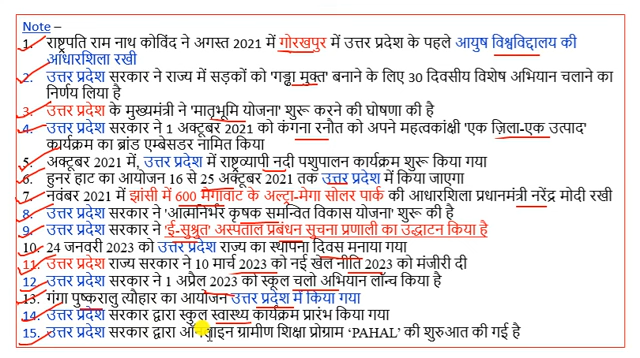 Note –
1. राष्ट्रपति राम नाथ कोविंद ने अगस्त 2021 में गोरखपुर में उत्तर प्रदेश के पहले आयुष विश्वविद्यालय की
आधारशिला रखी
2. उत्तर प्रदेश सरकार ने राज्य में सड़कों को 'गड्ढा मुक्त' बनाने के लिए 30 दिवसीय विशेष अभियान चलाने का
निर्णय लिया है
3. उत्तर प्रदेश के मुख्यमंत्री ने 'मातृभूमि योजना' शुरू करने की घोषणा की है
4. उत्तर प्रदेश सरकार ने 1 अक्टूबर 2021 को कंगना रनौत को अपने महत्वकांक्षी 'एक ज़िला-एक उत्पाद'
कार्यक्रम का ब्रांड एम्बेसडर नामित किया
5. अक्टूबर 2021 में, उत्तर प्रदेश में राष्ट्रव्यापी नदी पशुपालन कार्यक्रम शुरू किया गया
6. हुनर हाट का आयोजन 16 से 25 अक्टूबर 2021 तक उत्तर प्रदेश में किया जाएगा
7. नवंबर 2021 में झांसी में 600 मेगावाट के अल्ट्रा-मेगा सोलर पार्क की आधारशिला प्रधानमंत्री नरेंद्र मोदी रखी
8. उत्तर प्रदेश सरकार ने 'आत्मनिर्भर कृषक समन्वित विकास योजना' शुरू की है
9. उत्तर प्रदेश सरकार ने 'ई-सुश्रुत' अस्पताल प्रबंधन सूचना प्रणाली का उद्घाटन किया है
10. 24 जनवरी 2023 को उत्तर प्रदेश राज्य का स्थापना दिवस मनाया गया
11. उत्तर प्रदेश राज्य सरकार ने 10 मार्च 2023 को नई खेल नीति 2023 को मंजीरी दी
12. उत्तर प्रदेश सरकार ने 1 अप्रैल 2023 को स्कूल चलो अभियान लॉन्च किया है
13. गंगा पुष्करालु त्यौहार का आयोजन उत्तर प्रदेश में किया गया
14. उत्तर प्रदेश सरकार द्वारा स्कुल स्वास्थ्य कार्यक्रम प्रारंभ किया गया
15. उत्तर प्रदेश सरकार द्वारा ऑनलाइन ग्रामीण शिक्षा प्रोग्राम 'PAHAL' की शुरुआत की गई है